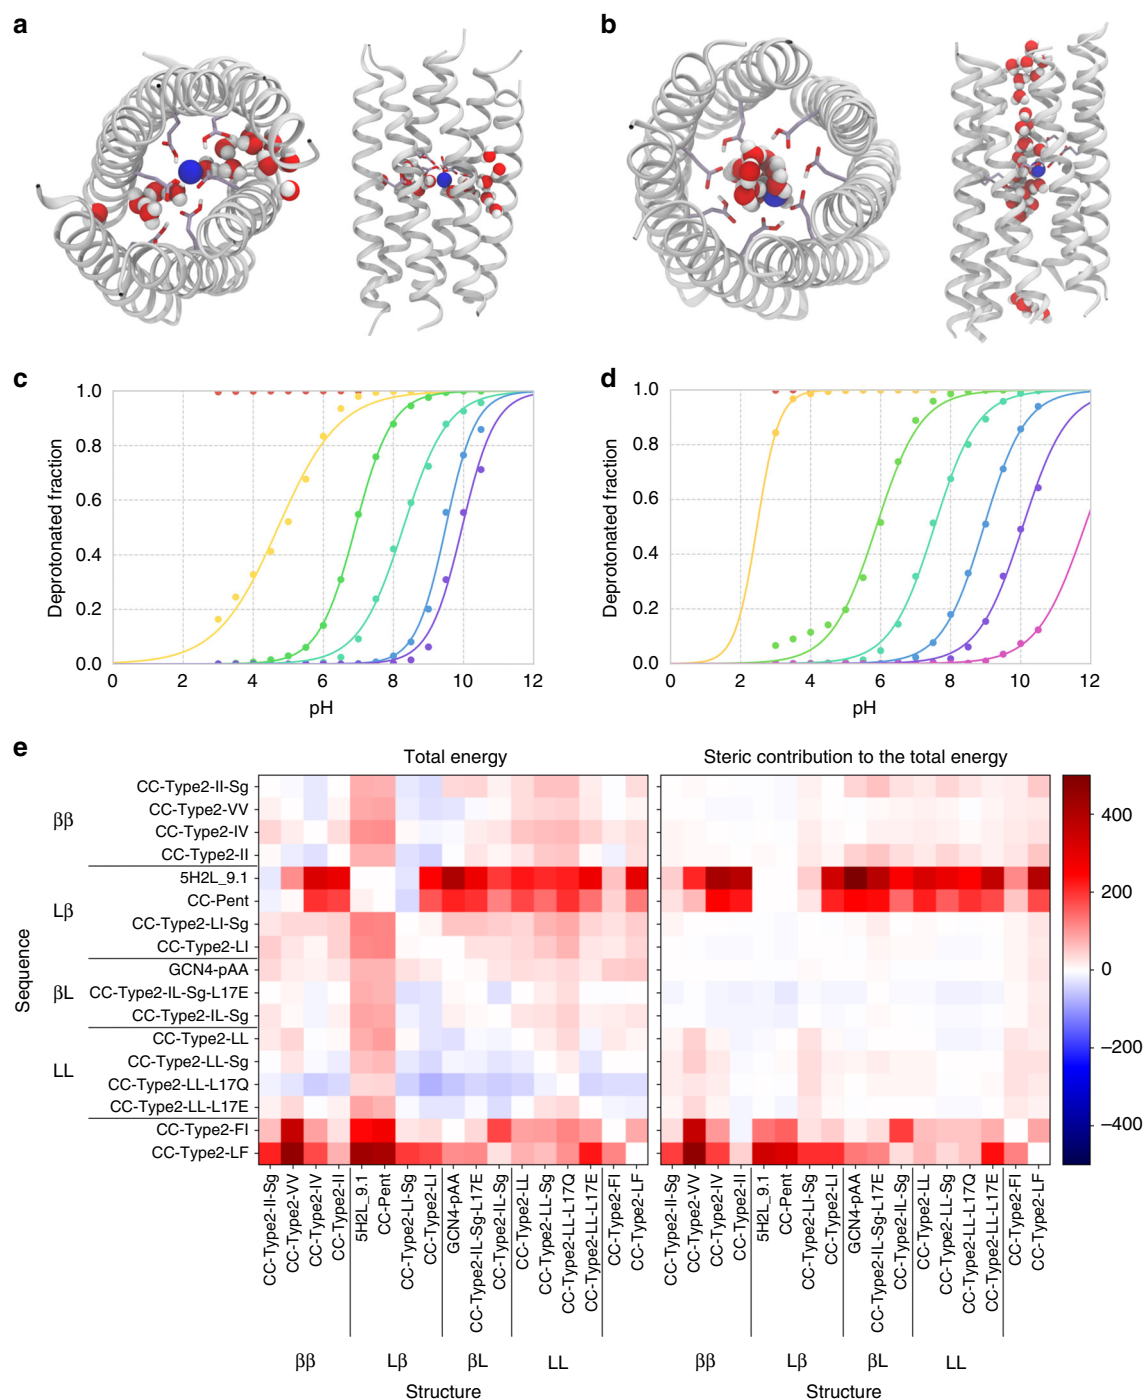 a
b
c
d
Deprotonated fraction
1.0
0.8
0.6
0.4
0.2
0.0
0
2
4
6
8
10
12
pH
Deprotonated fraction
1.0
0.8
0.6
0.4
0.2
0.0
0
2
4
6
8
10
12
pH
e
Total energy
Steric contribution to the total energy
Sequence
ββ
Lβ
βL
LL
CC-Type2-II-Sg
CC-Type2-VV
CC-Type2-IV
CC-Type2-II
5H2L_9.1
CC-Pent
CC-Type2-LI-Sg
CC-Type2-LI
GCN4-pAA
CC-Type2-IL-Sg-L17E
CC-Type2-IL-Sg
CC-Type2-LL
CC-Type2-LL-Sg
CC-Type2-LL-L17Q
CC-Type2-LL-L17E
CC-Type2-FI
CC-Type2-LF
400
200
0
−200
−400
CC-Type2-II-Sg
CC-Type2-VV
CC-Type2-IV
CC-Type2-II
5H2L_9.1
CC-Pent
CC-Type2-LI-Sg
CC-Type2-LI
GCN4-pAA
CC-Type2-IL-Sg-L17E
CC-Type2-IL-Sg
CC-Type2-LL
CC-Type2-LL-Sg
CC-Type2-LL-L17Q
CC-Type2-LL-L17E
CC-Type2-FI
CC-Type2-LF
ββ
Lβ
βL
LL
Structure
CC-Type2-II-Sg
CC-Type2-VV
CC-Type2-IV
CC-Type2-II
5H2L_9.1
CC-Pent
CC-Type2-LI-Sg
CC-Type2-LI
GCN4-pAA
CC-Type2-IL-Sg-L17E
CC-Type2-IL-Sg
CC-Type2-LL
CC-Type2-LL-Sg
CC-Type2-LL-L17Q
CC-Type2-LL-L17E
CC-Type2-FI
CC-Type2-LF
ββ
Lβ
βL
LL
Structure